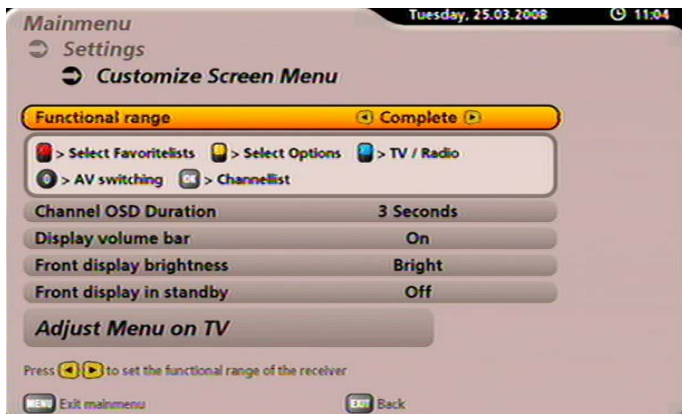 Mainmenu
Tuesday, 25.03.2008 11:04
Settings
Customize Screen Menu
Functional range Complete
> Select Favoritelists > Select Options > TV / Radio
0 > AV switching OK > Channellist
Channel OSD Duration 3 Seconds
Display volume bar On
Front display brightness Bright
Front display in standby Off
Adjust Menu on TV
Press to set the functional range of the receiver
MENU Exit mainmenu EXIT Back